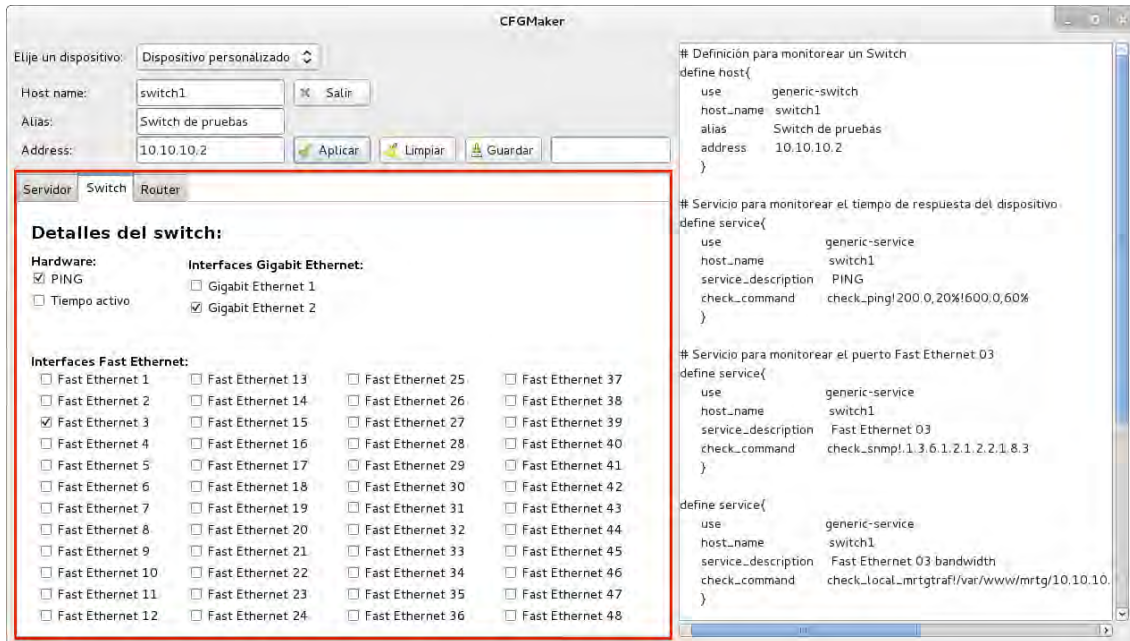 CFGMaker
Elije un dispositivo: Dispositivo personalizado
Host name: switch1 Salir
Alias: Switch de pruebas
Address: 10.10.10.2 Aplicar Limpiar Guardar
Servidor Switch Router
Detalles del switch:
Hardware: Interfaces Gigabit Ethernet:
PING Gigabit Ethernet 1
Tiempo activo Gigabit Ethernet 2
Interfaces Fast Ethernet:
Fast Ethernet 1 Fast Ethernet 13 Fast Ethernet 25 Fast Ethernet 37
Fast Ethernet 2 Fast Ethernet 14 Fast Ethernet 26 Fast Ethernet 38
Fast Ethernet 3 Fast Ethernet 15 Fast Ethernet 27 Fast Ethernet 39
Fast Ethernet 4 Fast Ethernet 16 Fast Ethernet 28 Fast Ethernet 40
Fast Ethernet 5 Fast Ethernet 17 Fast Ethernet 29 Fast Ethernet 41
Fast Ethernet 6 Fast Ethernet 18 Fast Ethernet 30 Fast Ethernet 42
Fast Ethernet 7 Fast Ethernet 19 Fast Ethernet 31 Fast Ethernet 43
Fast Ethernet 8 Fast Ethernet 20 Fast Ethernet 32 Fast Ethernet 44
Fast Ethernet 9 Fast Ethernet 21 Fast Ethernet 33 Fast Ethernet 45
Fast Ethernet 10 Fast Ethernet 22 Fast Ethernet 34 Fast Ethernet 46
Fast Ethernet 11 Fast Ethernet 23 Fast Ethernet 35 Fast Ethernet 47
Fast Ethernet 12 Fast Ethernet 24 Fast Ethernet 36 Fast Ethernet 48
# Definición para monitorear un Switch
define host{
use generic-switch
host_name switch1
alias Switch de pruebas
address 10.10.10.2
}
# Servicio para monitorear el tiempo de respuesta del dispositivo
define service{
use generic-service
host_name switch1
service_description PING
check_command check_ping!200.0,20%!600.0,60%
}
# Servicio para monitorear el puerto Fast Ethernet 03
define service{
use generic-service
host_name switch1
service_description Fast Ethernet 03
check_command check_snmp!.1.3.6.1.2.1.2.2.1.8.3
}
define service{
use generic-service
host_name switch1
service_description Fast Ethernet 03 bandwidth
check_command check_local_mrtgtraf!/var/www/mrtg/10.10.10.
}